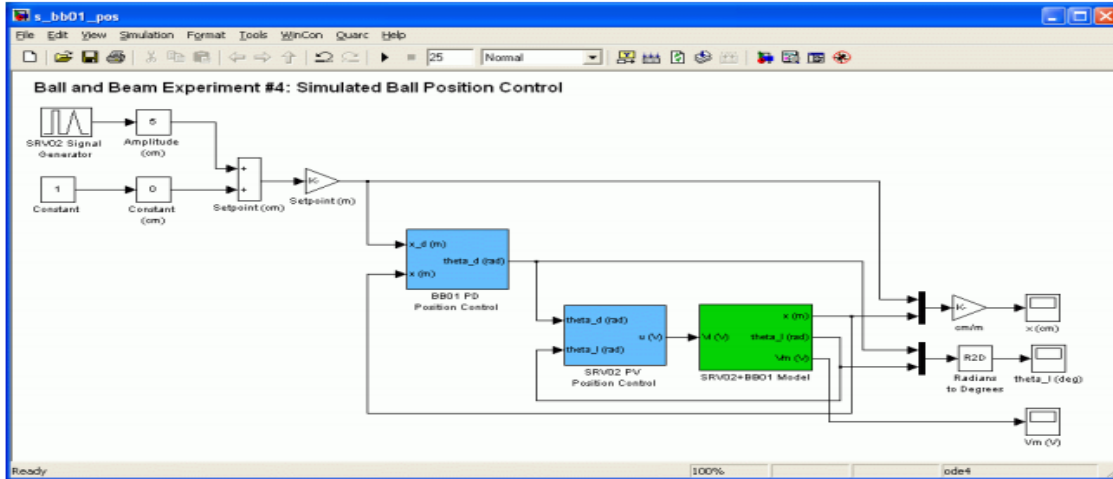 s_bb01_pos
File Edit View Simulation Format Tools WinCon Quarc Help
25 Normal
Ball and Beam Experiment #4: Simulated Ball Position Control
SRV02 Signal
Generator
5
Amplitude
(cm)
1
Constant
0
Constant
(cm)
+
+
Setpoint (cm)
K-
Setpoint (m)
x_d (m)
x (m)
theta_d (rad)
BB01 PD
Position Control
theta_d (rad)
theta_l (rad)
u (V)
SRV02 PV
Position Control
Vi (V)
x (m)
theta_l (rad)
Vm (V)
SRV02+BB01 Model
K-
cm/m
x (cm)
R2D
Radians
to Degrees
theta_l (deg)
Vm (V)
Ready 100% ode4